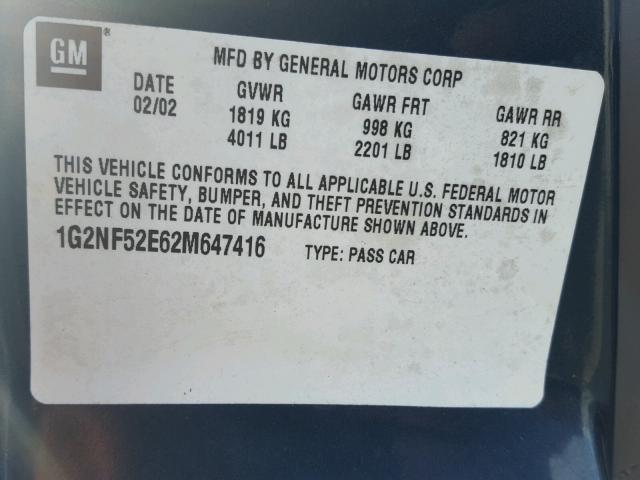 GM®
MFD BY GENERAL MOTORS CORP
DATE GVWR GAWR FRT GAWR RR
02/02 1819 KG 998 KG 821 KG
4011 LB 2201 LB 1810 LB
THIS VEHICLE CONFORMS TO ALL APPLICABLE U.S. FEDERAL MOTOR
VEHICLE SAFETY, BUMPER, AND THEFT PREVENTION STANDARDS IN
EFFECT ON THE DATE OF MANUFACTURE SHOWN ABOVE.
1G2NF52E62M647416 TYPE: PASS CAR